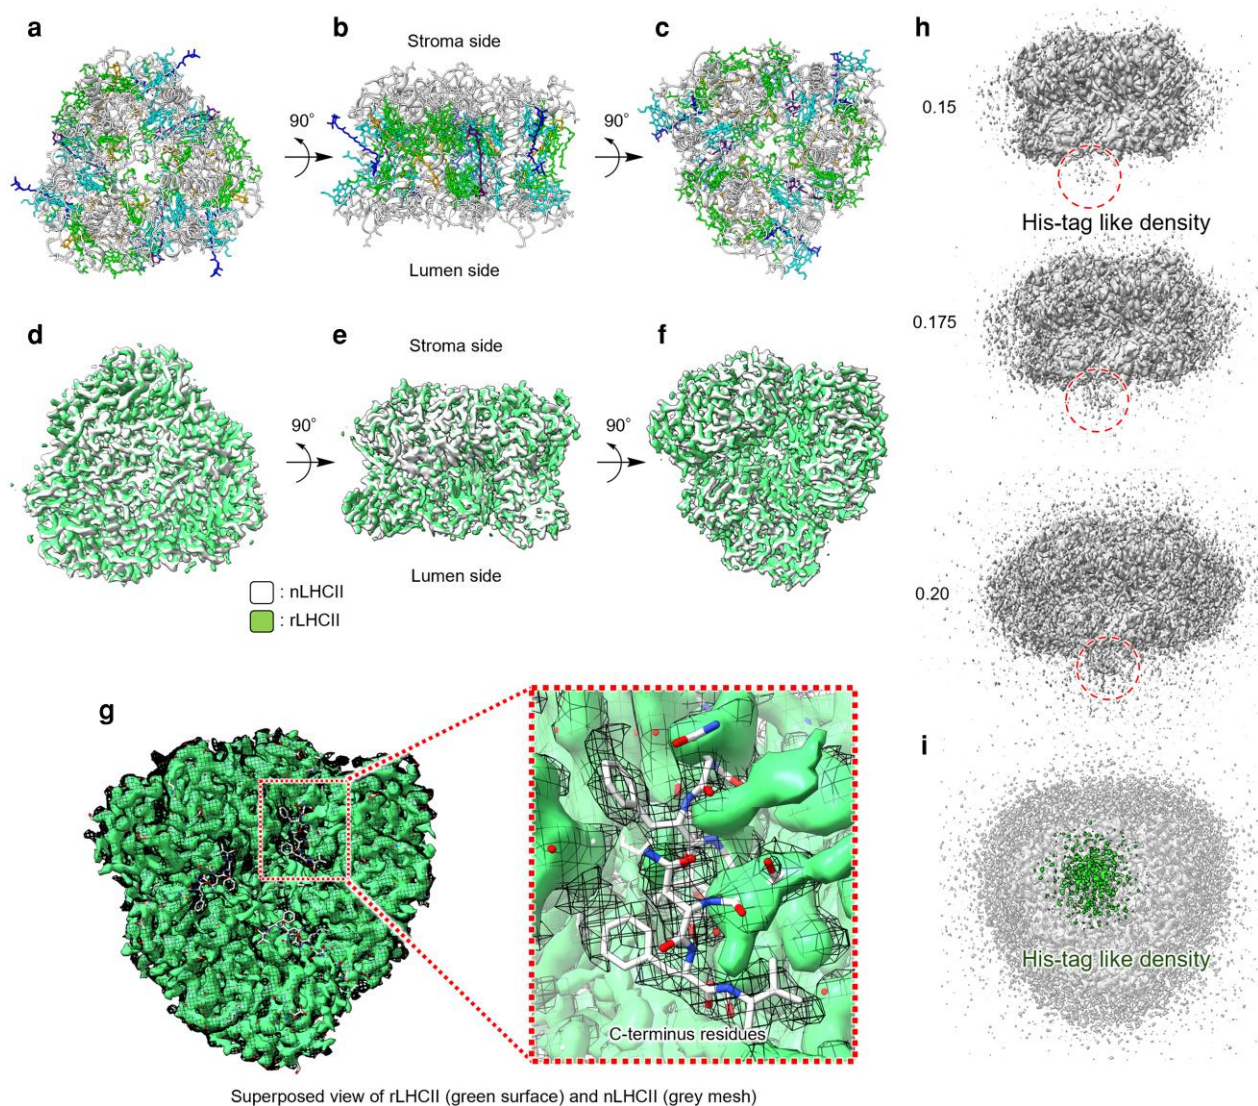 a
b
c
Stroma side
90°
90°
Lumen side
d
e
f
Stroma side
90°
90°
Lumen side
: nLHCII
: rLHCII
g
C-terminus residues
Superposed view of rLHCII (green surface) and nLHCII (grey mesh)
h
0.15
His-tag like density
0.175
0.20
i
His-tag like density